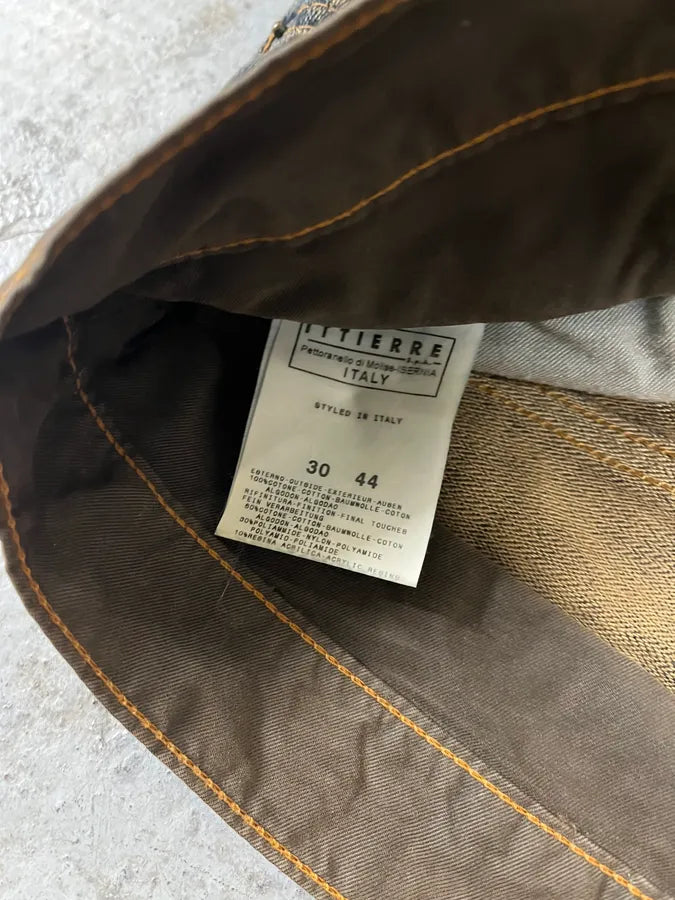 ITTIERRE
S.p.A.
Pettoranello di Molise-ISERNIA
ITALY
STYLED IN ITALY
30 44
ESTERNO-OUTSIDE-EXTERIEUR-AUBEN
100%COTONE-COTTON-BAUMWOLLE-COTON
ALGODON-ALGODAO
RIFINITURA-FINITION-FINAL TOUCHES
FEIN VERARBEITUNG
60%COTONE-COTTON-BAUMWOLLE-COTON
ALGODON-ALGODAO
30%POLIAMMIDE-NYLON-POLYAMIDE
POLYAMID-POLIAMIDE
10%RESINA ACRILICA-ACRYLIC RESINS